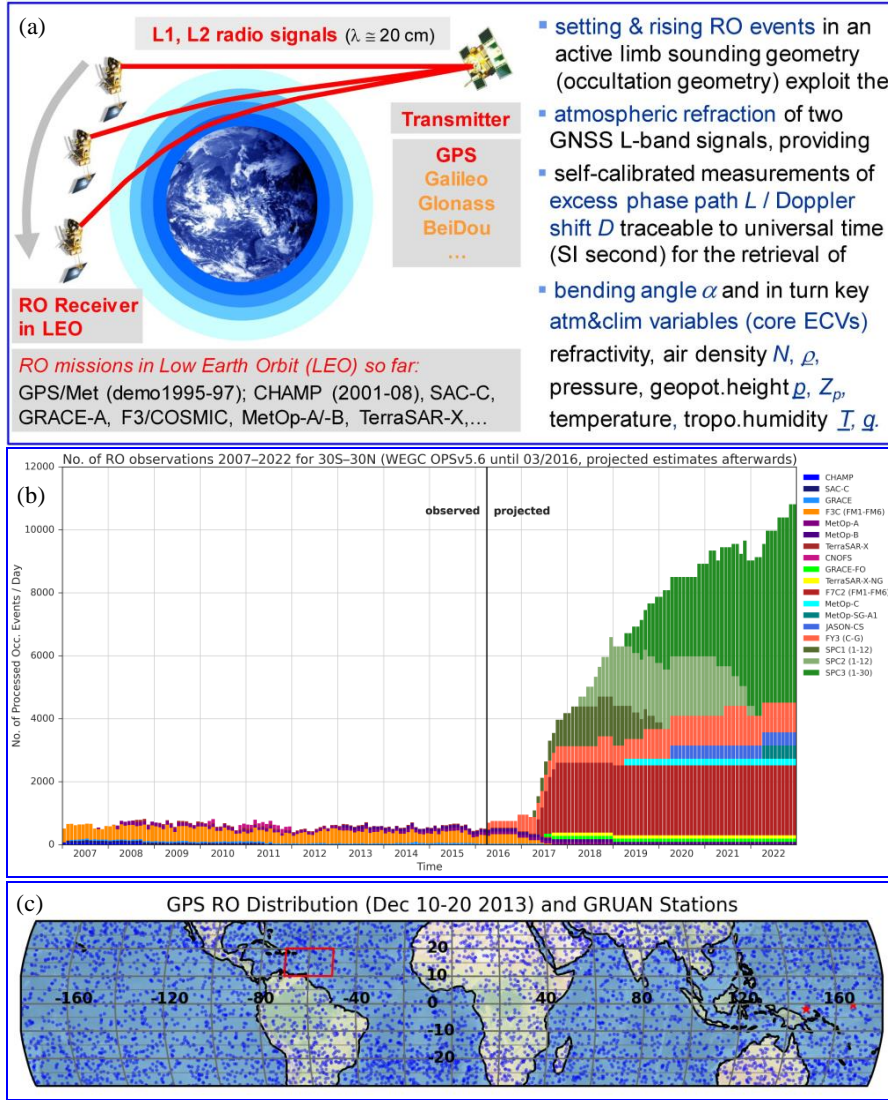 (a)
L1, L2 radio signals (λ ≅ 20 cm)
Transmitter
GPS
Galileo
Glonass
BeiDou
...
RO Receiver
in LEO
RO missions in Low Earth Orbit (LEO) so far:
GPS/Met (demo1995-97); CHAMP (2001-08), SAC-C,
GRACE-A, F3/COSMIC, MetOp-A/-B, TerraSAR-X,...
▪ setting & rising RO events in an
active limb sounding geometry
(occultation geometry) exploit the
▪ atmospheric refraction of two
GNSS L-band signals, providing
▪ self-calibrated measurements of
excess phase path L / Doppler
shift D traceable to universal time
(SI second) for the retrieval of
▪ bending angle α and in turn key
atm&clim variables (core ECVs)
refractivity, air density N, ρ,
pressure, geopot.height p, Zp,
temperature, tropo.humidity T, q.
(b)
No. of RO observations 2007–2022 for 30S–30N (WEGC OPSv5.6 until 03/2016, projected estimates afterwards)
observed projected
No. of Processed Occ. Events / Day
12000
10000
8000
6000
4000
2000
0
2007 2008 2009 2010 2011 2012 2013 2014 2015 2016 2017 2018 2019 2020 2021 2022
Time
CHAMP
SAC-C
GRACE
F3C (FM1-FM6)
MetOp-A
MetOp-B
TerraSAR-X
CNOFS
GRACE-FO
TerraSAR-X-NG
F7C2 (FM1-FM6)
MetOp-C
MetOp-SG-A1
JASON-CS
FY3 (C-G)
SPC1 (1-12)
SPC2 (1-12)
SPC3 (1-30)
(c)
GPS RO Distribution (Dec 10-20 2013) and GRUAN Stations
20
10
-160 -80 -40 0 40 80 120 160
-10
-20